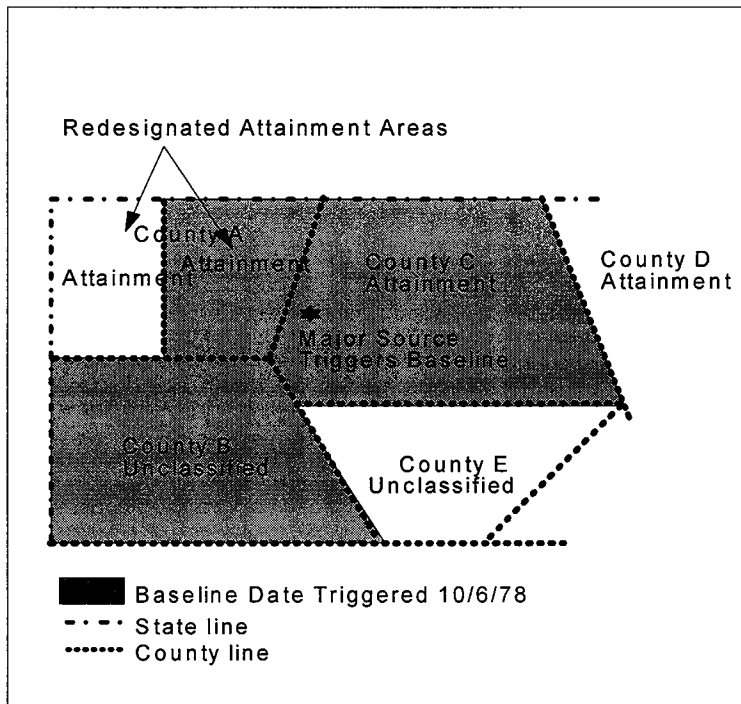 Redesignated Attainment Areas
County A
Attainment
Attainment
County C
Attainment
County D
Attainment
Major Source
Triggers Baseline
County B
Unclassified
County E
Unclassified
Baseline Date Triggered 10/6/78
State line
County line